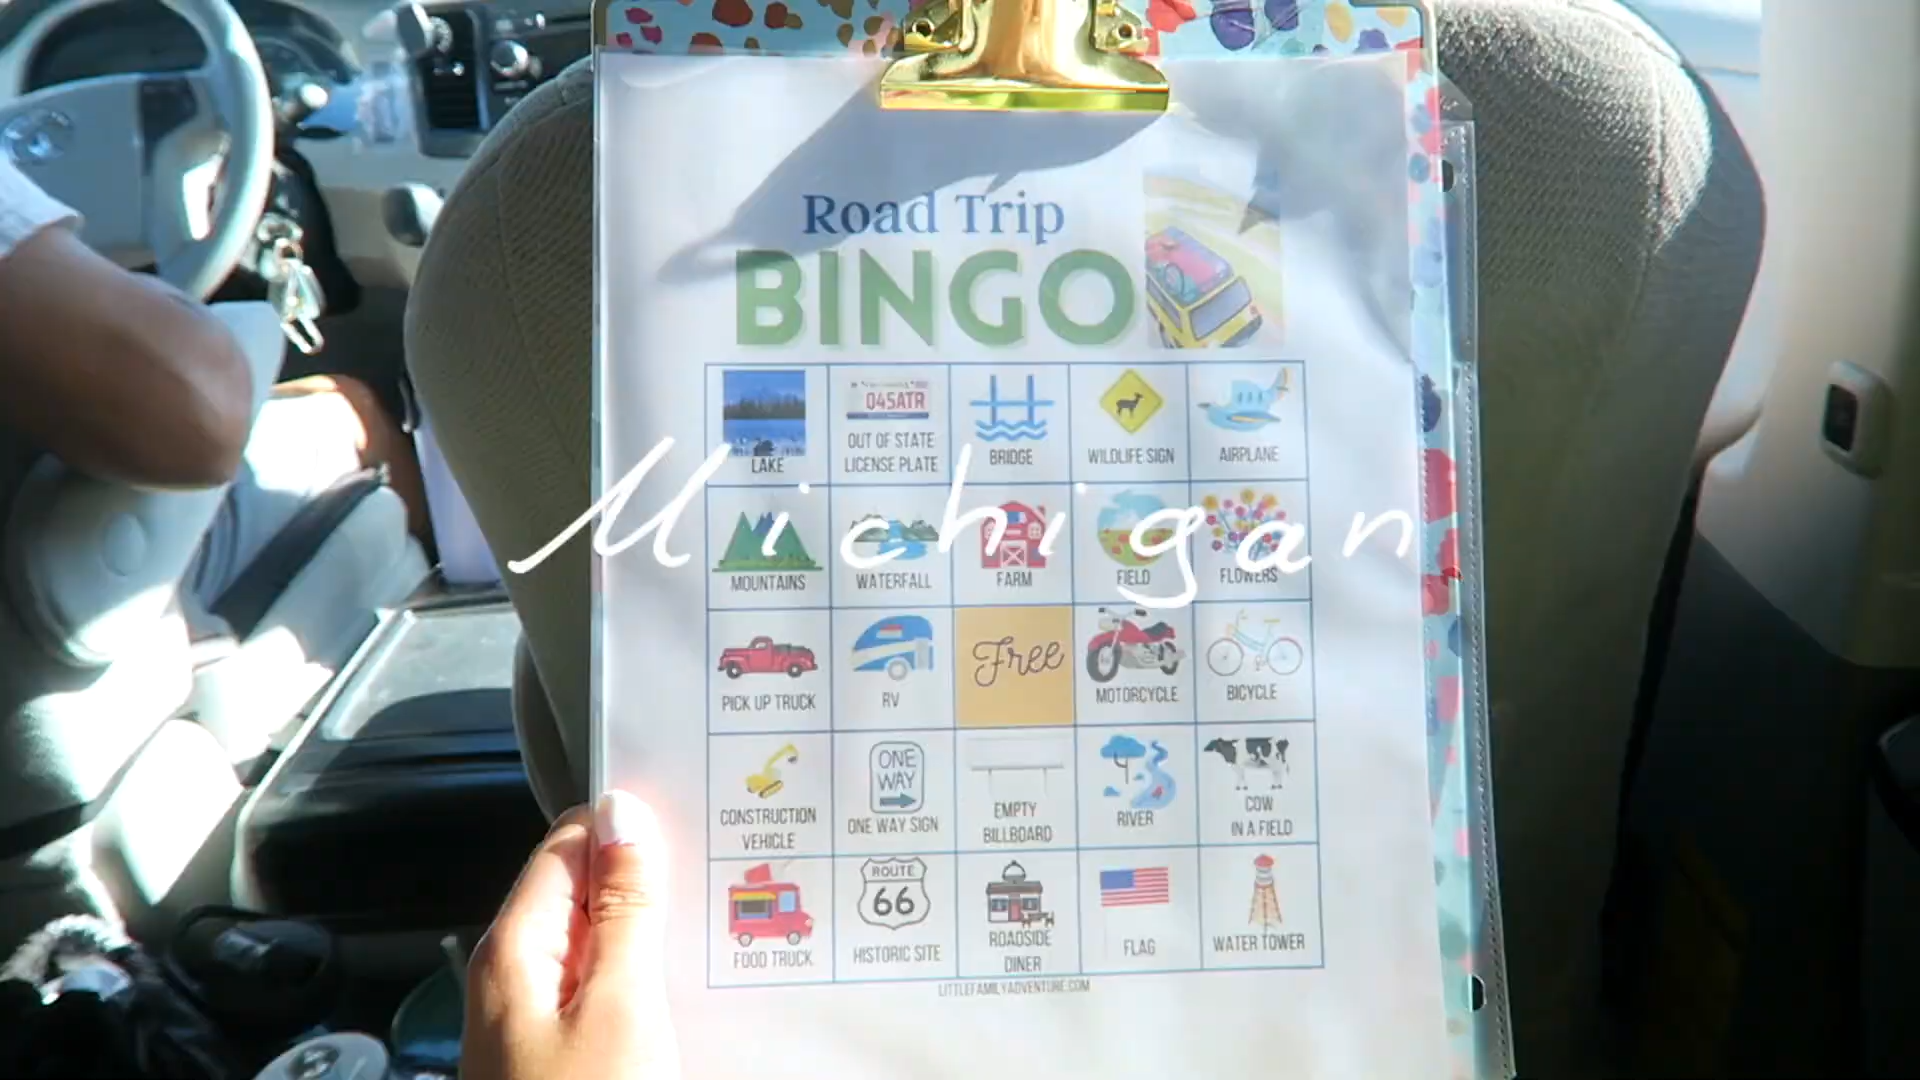 Road Trip
BINGO
Q45ATR
LAKE
OUT OF STATE
LICENSE PLATE
BRIDGE
WILDLIFE SIGN
AIRPLANE
Michigan
MOUNTAINS
WATERFALL
FARM
FIELD
FLOWERS
PICK UP TRUCK
RV
Free
MOTORCYCLE
BICYCLE
ONE
WAY
CONSTRUCTION
VEHICLE
ONE WAY SIGN
EMPTY
BILLBOARD
RIVER
COW
IN A FIELD
ROUTE
66
FOOD TRUCK
HISTORIC SITE
ROADSIDE
DINER
FLAG
WATER TOWER
LITTLEFAMILYADVENTURE.COM